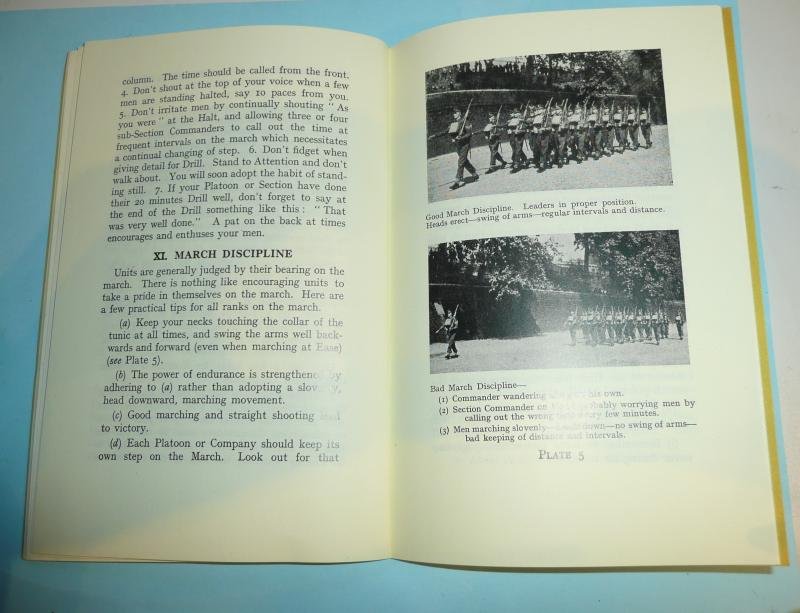 column. The time should be called from the front.
4. Don't shout at the top of your voice when a few
men are standing halted, say 10 paces from you.
5. Don't irritate men by continually shouting " As
you were " at the Halt, and allowing three or four
sub-Section Commanders to call out the time at
frequent intervals on the march which necessitates
a continual changing of step. 6. Don't fidget when
giving detail for Drill. Stand to Attention and don't
walk about. You will soon adopt the habit of stand-
ing still. 7. If your Platoon or Section have done
their 20 minutes Drill well, don't forget to say at
the end of the Drill something like this : " That
was very well done." A pat on the back at times
encourages and enthuses your men.
XI. MARCH DISCIPLINE
Units are generally judged by their bearing on the
march. There is nothing like encouraging units to
take a pride in themselves on the march. Here are
a few practical tips for all ranks on the march.
(a) Keep your necks touching the collar of the
tunic at all times, and swing the arms well back-
wards and forward (even when marching at Ease)
(see Plate 5).
(b) The power of endurance is strengthened by
adhering to (a) rather than adopting a slovenly,
head downward, marching movement.
(c) Good marching and straight shooting lead
to victory.
(d) Each Platoon or Company should keep its
own step on the March. Look out for that
Good March Discipline. Leaders in proper position.
Heads erect—swing of arms—regular intervals and distance.
Bad March Discipline—
(1) Commander wandering his own.
(2) Section Commander on probably worrying men by
calling out the wrong every few minutes.
(3) Men marching slovenly—down—no swing of arms—
bad keeping of distance and intervals.
PLATE 5